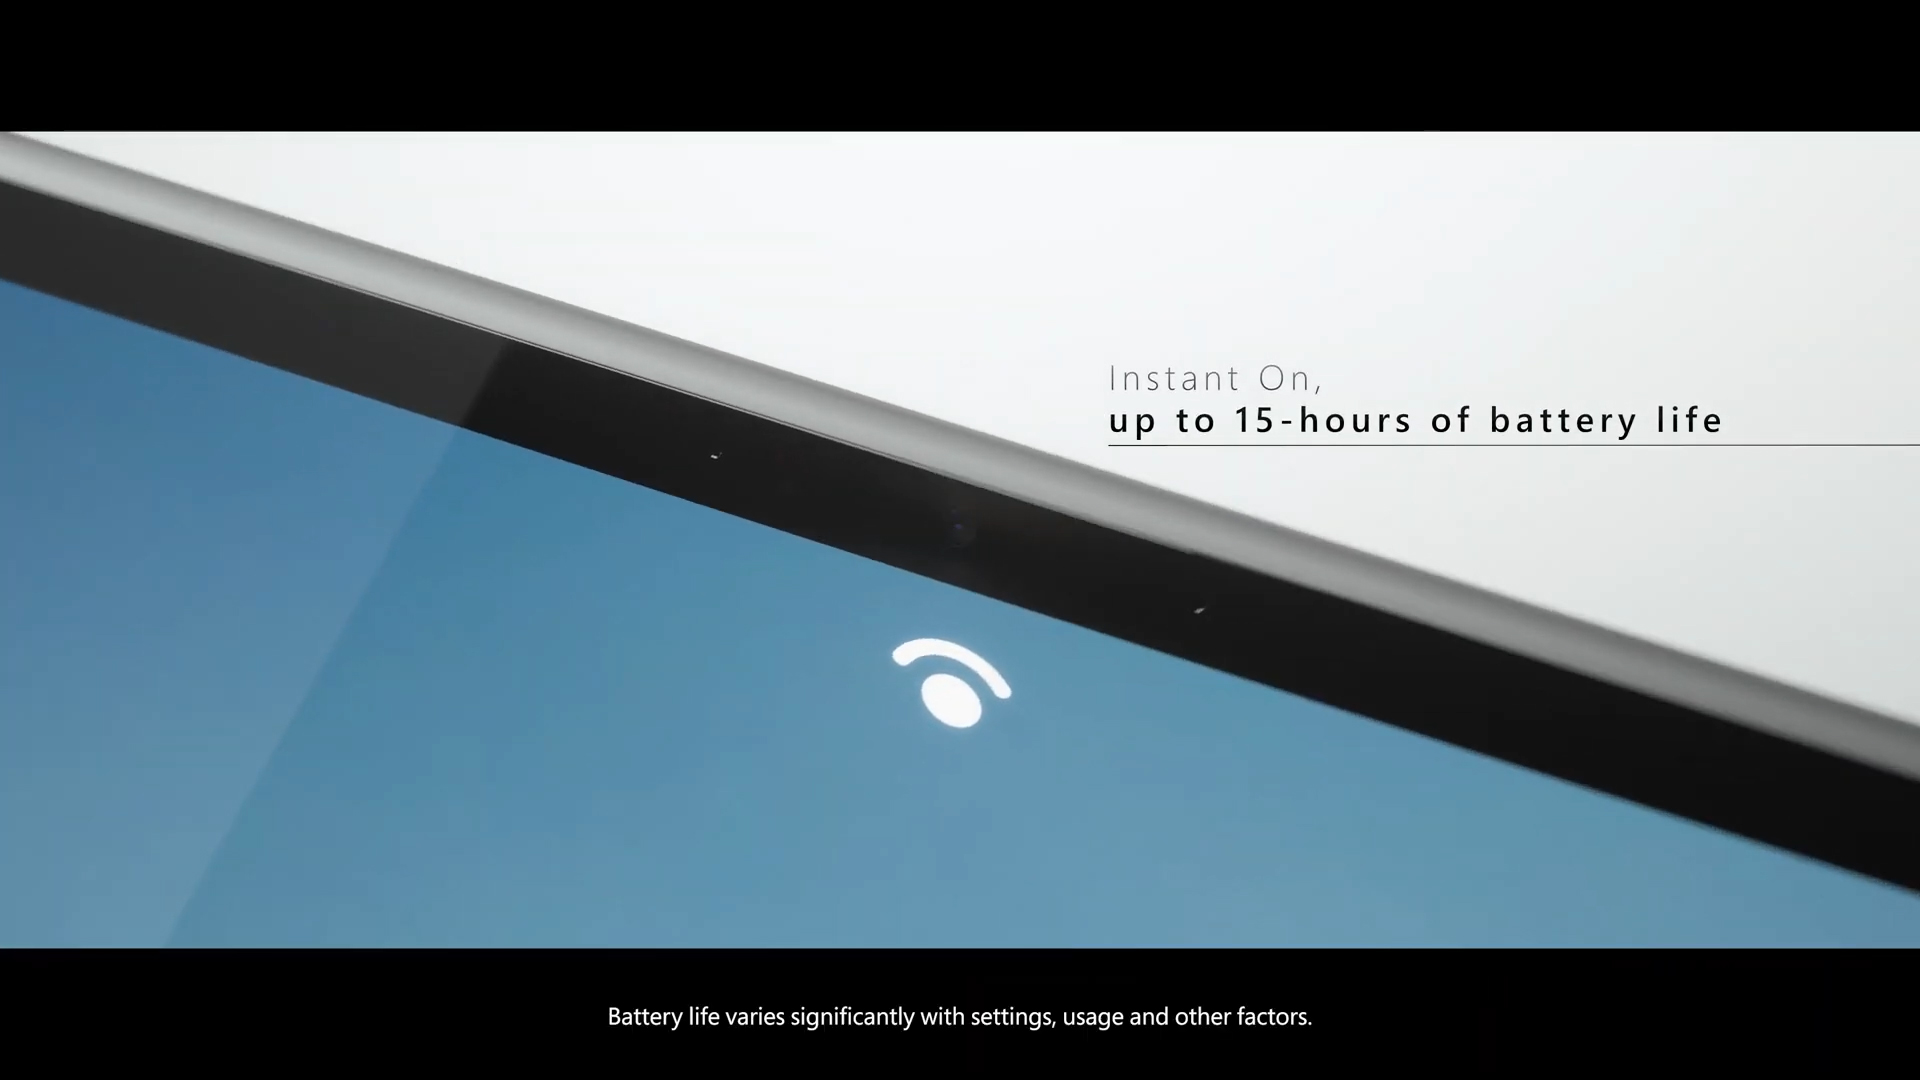 Instant On,
up to 15-hours of battery life
Battery life varies significantly with settings, usage and other factors.